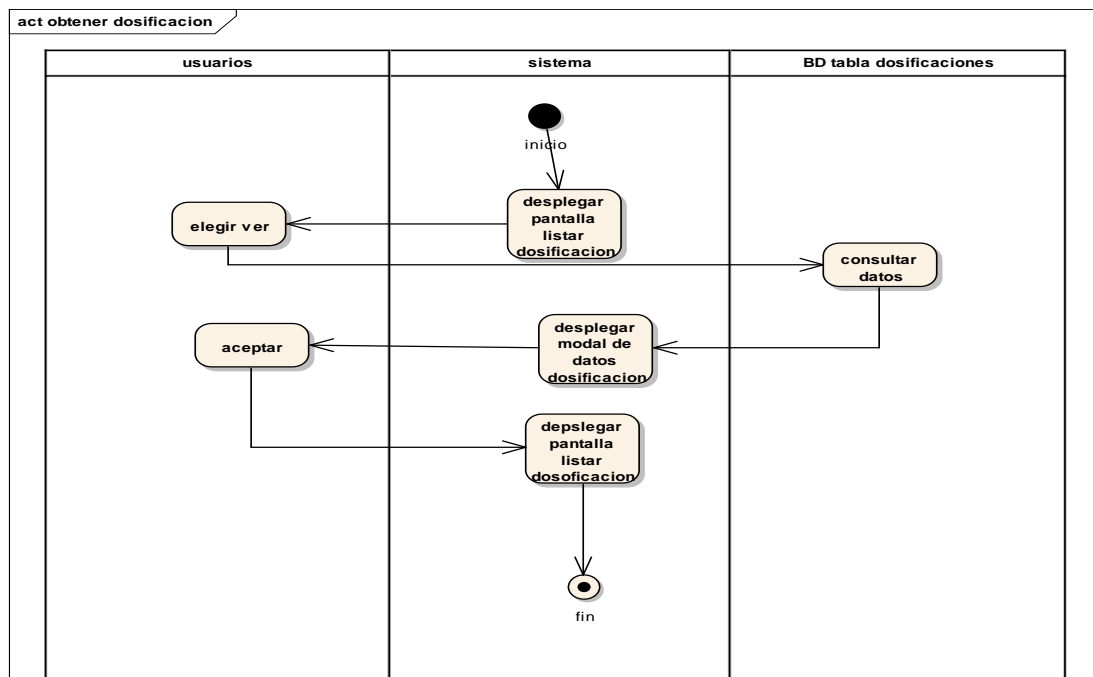 act obtener dosificacion
usuarios
sistema
BD tabla dosificaciones
inicio
desplegar
pantalla
listar
dosificacion
elegir ver
consultar
datos
desplegar
modal de
datos
dosificacion
aceptar
depslegar
pantalla
listar
dosoficacion
fin